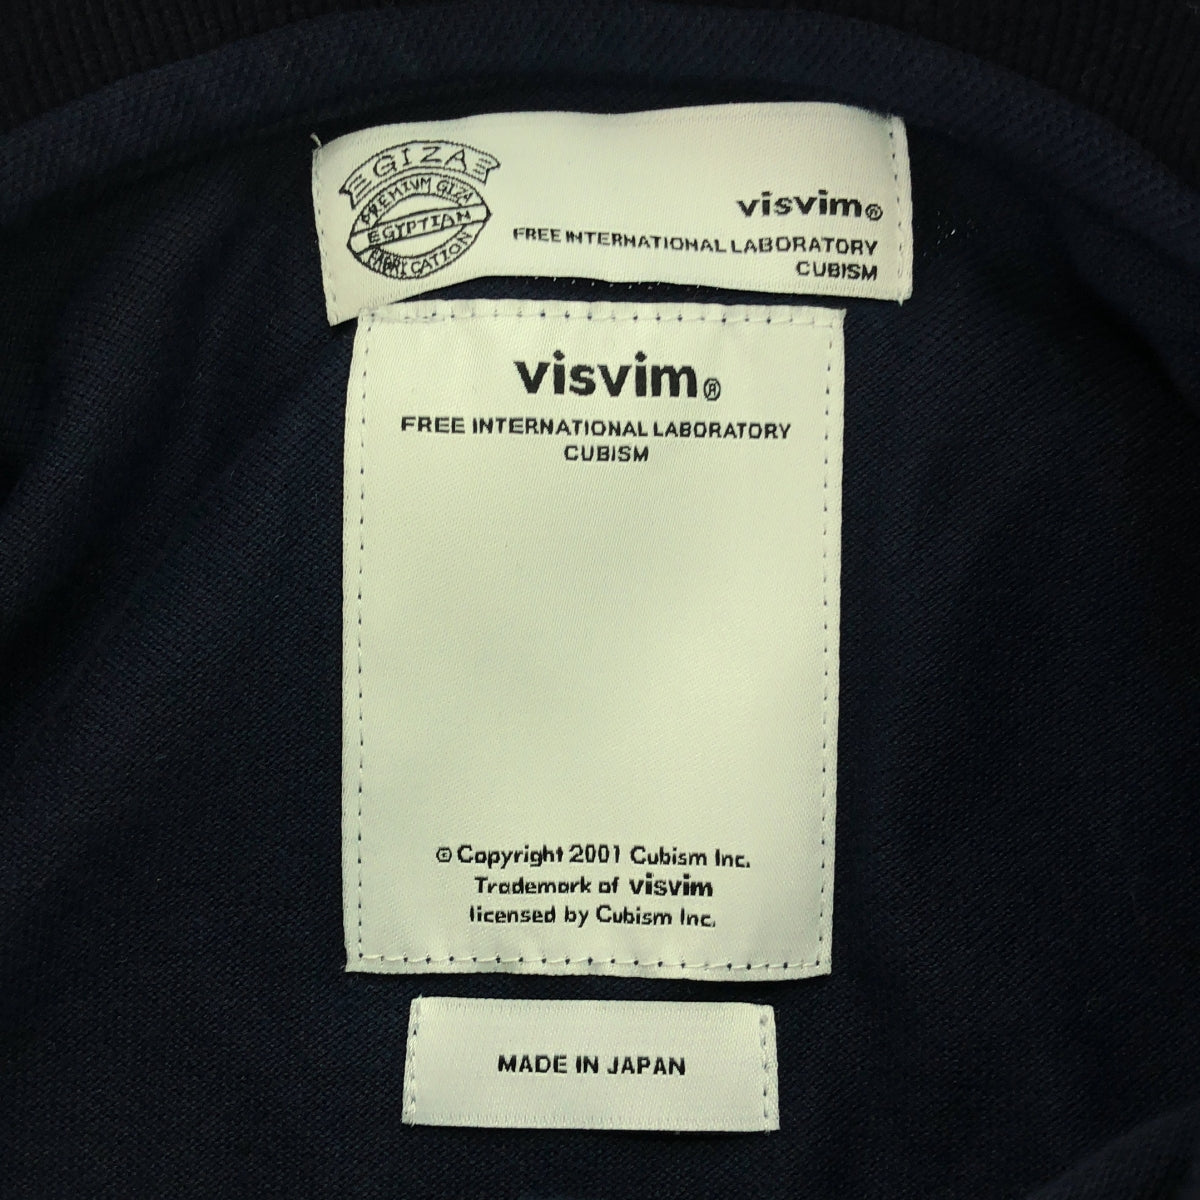 GIZA
PREMIUM GIZA
EGYPTIAN
visvim®
FREE INTERNATIONAL LABORATORY
CUBISM
visvim®
FREE INTERNATIONAL LABORATORY
CUBISM
© Copyright 2001 Cubism Inc.
Trademark of visvim
licensed by Cubism Inc.
MADE IN JAPAN